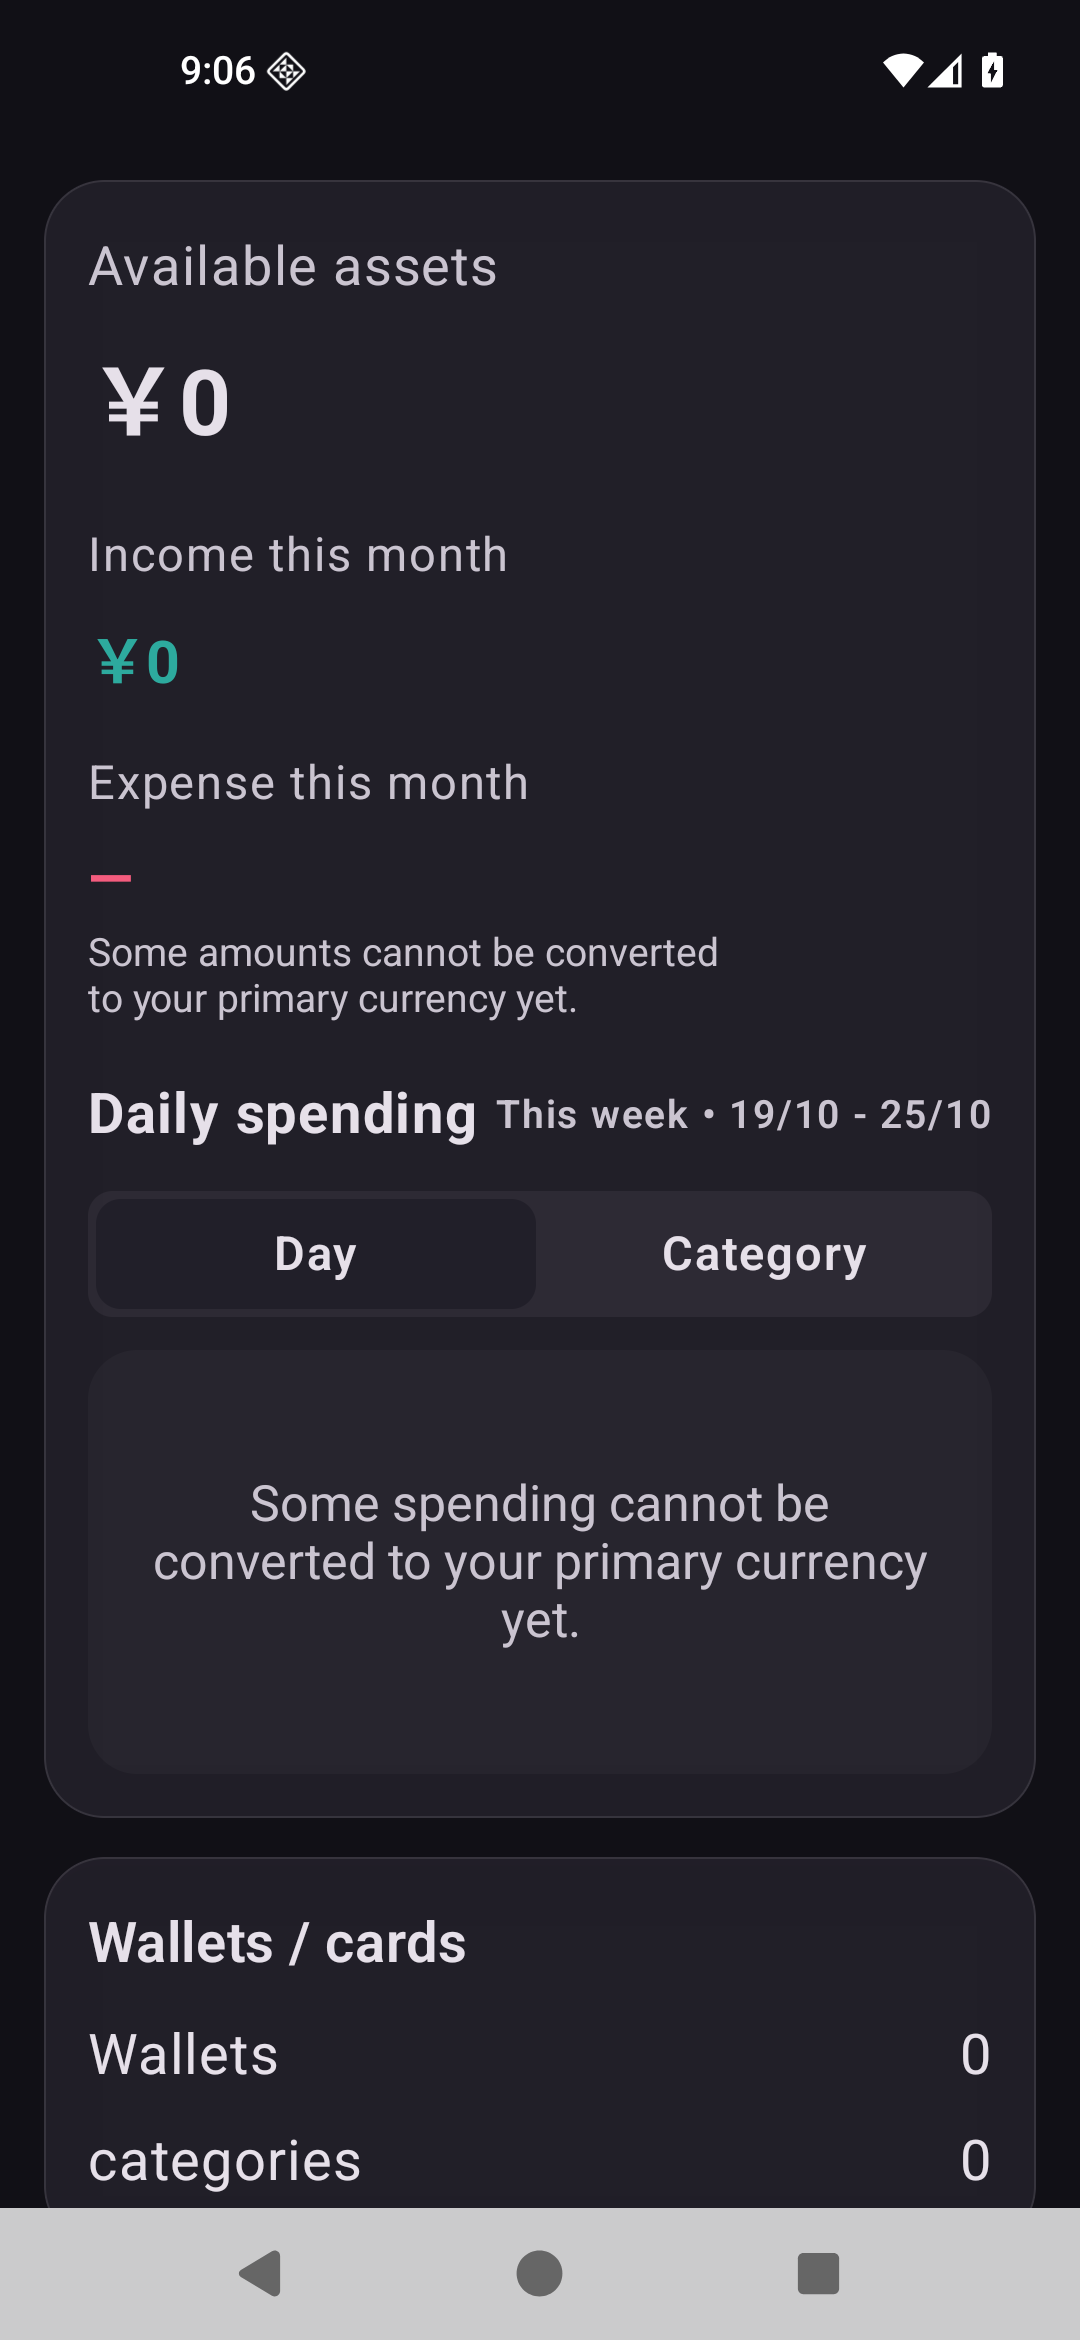 9:06
Available assets
¥0
Income this month
¥0
Expense this month
—
Some amounts cannot be converted
to your primary currency yet.
Daily spending This week • 19/10 - 25/10
Day Category
Some spending cannot be
converted to your primary currency
yet.
Wallets / cards
Wallets 0
categories 0